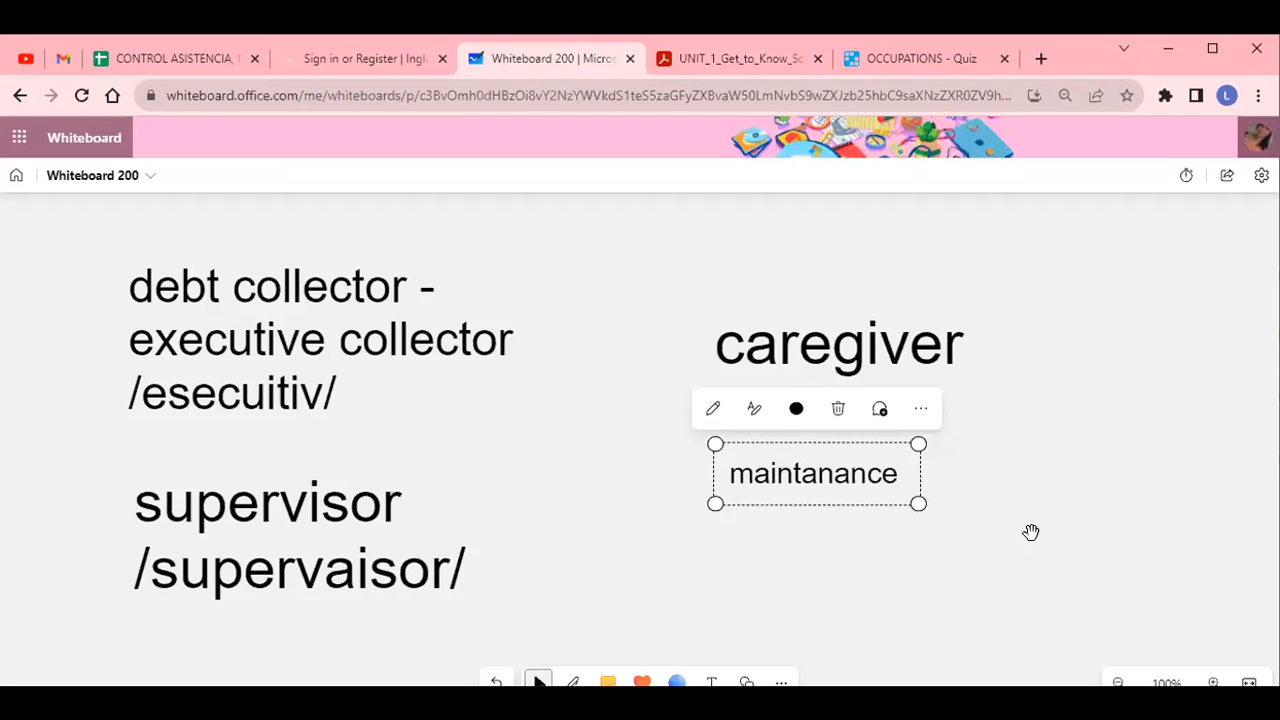 CONTROL ASISTENCIA,
Sign in or Register | Ingl
Whiteboard 200 | Micros
UNIT_1_Get_to_Know_Sc
OCCUPATIONS - Quiz
whiteboard.office.com/me/whiteboards/p/c3BvOmh0dHBzOi8vY2NzYWVkdS1teS5zaGFyZXBvaW50LmNvbS9wZXJzb25hbC9saXNzZXR0ZV9h...
L
Whiteboard
Whiteboard 200
debt collector -
executive collector
/esecuitiv/
caregiver
maintanance
supervisor
/supervaisor/
100%